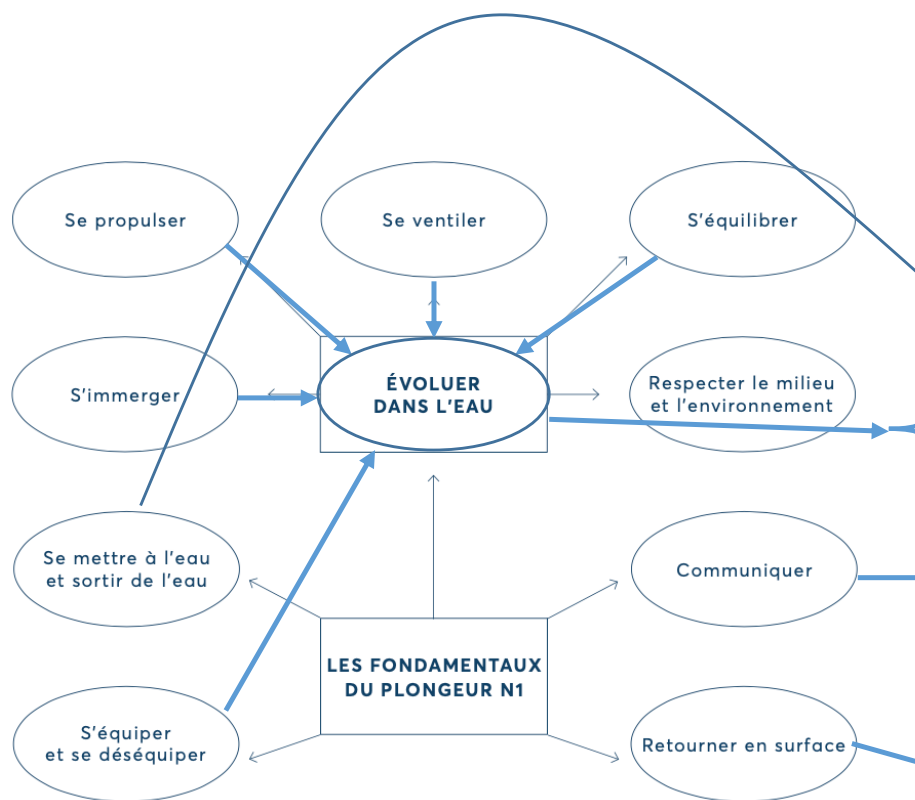 Se propulser
Se ventiler
S'équilibrer
S'immerger
ÉVOLUER
DANS L'EAU
Respecter le milieu
et l'environnement
Se mettre à l'eau
et sortir de l'eau
Communiquer
LES FONDAMENTAUX
DU PLONGEUR N1
S'équiper
et se déséquiper
Retourner en surface